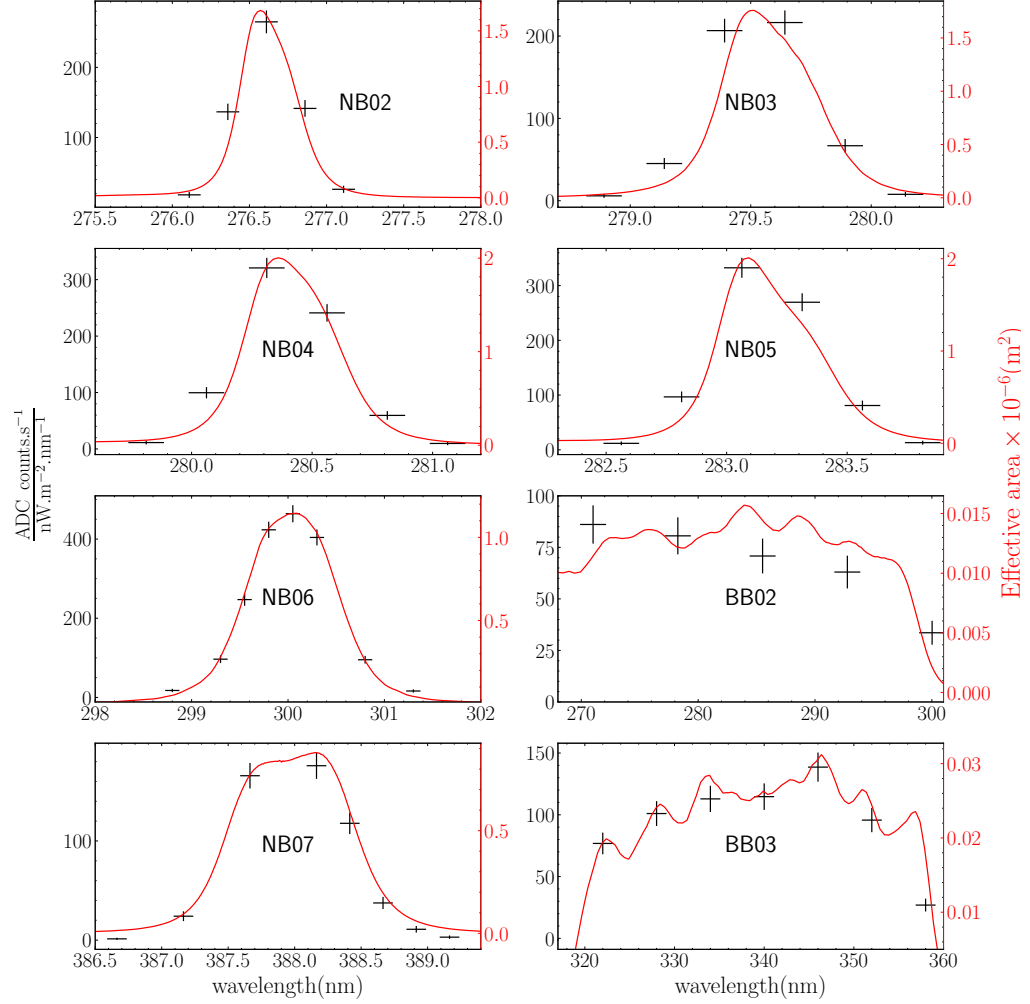 200
100
275.5 276.0 276.5 277.0 277.5 278.0
1.5
1.0
0.5
0.0
NB02
200
100
0
279.0 279.5 280.0
1.5
1.0
0.5
0.0
NB03
300
200
100
0
280.0 280.5 281.0
2
1
0
NB04
300
200
100
0
282.5 283.0 283.5
2
1
0
NB05
400
200
0
298 299 300 301 302
1.0
0.5
NB06
100
75
50
25
0
270 280 290 300
0.015
0.010
0.005
0.000
BB02
100
0
386.5 387.0 387.5 388.0 388.5 389.0
0.5
0.0
NB07
wavelength(nm)
150
100
50
0
320 330 340 350 360
0.03
0.02
0.01
BB03
wavelength(nm)
ADC counts.s⁻¹
nW.m⁻².nm⁻¹
Effective area × 10⁻⁶(m²)